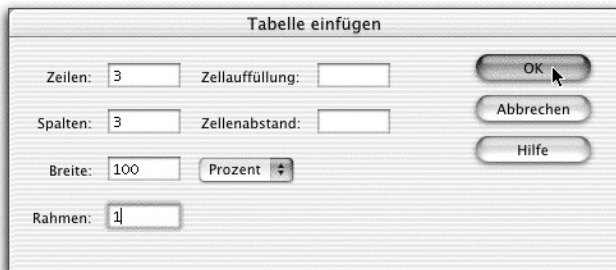 Tabelle einfügen
Zeilen: 3 Zellauffüllung: OK
Spalten: 3 Zellenabstand: Abbrechen
Hilfe
Breite: 100 Prozent
Rahmen: 1